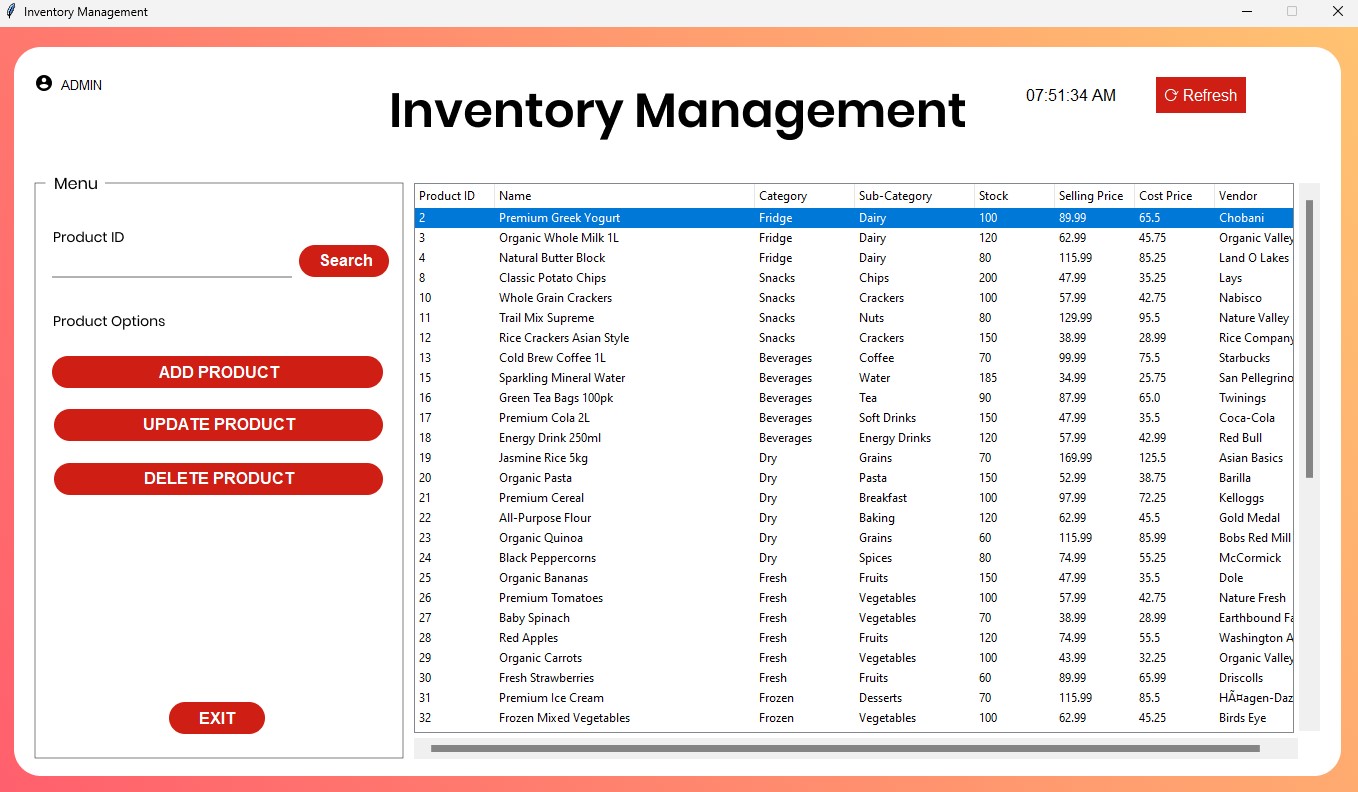 Inventory Management
ADMIN
Inventory Management
07:51:34 AM
Refresh
Menu
Product ID
Search
Product Options
ADD PRODUCT
UPDATE PRODUCT
DELETE PRODUCT
EXIT
Product ID Name Category Sub-Category Stock Selling Price Cost Price Vendor
2 Premium Greek Yogurt Fridge Dairy 100 89.99 65.5 Chobani
3 Organic Whole Milk 1L Fridge Dairy 120 62.99 45.75 Organic Valley
4 Natural Butter Block Fridge Dairy 80 115.99 85.25 Land O Lakes
8 Classic Potato Chips Snacks Chips 200 47.99 35.25 Lays
10 Whole Grain Crackers Snacks Crackers 100 57.99 42.75 Nabisco
11 Trail Mix Supreme Snacks Nuts 80 129.99 95.5 Nature Valley
12 Rice Crackers Asian Style Snacks Crackers 150 38.99 28.99 Rice Company
13 Cold Brew Coffee 1L Beverages Coffee 70 99.99 75.5 Starbucks
15 Sparkling Mineral Water Beverages Water 185 34.99 25.75 San Pellegrino
16 Green Tea Bags 100pk Beverages Tea 90 87.99 65.0 Twinings
17 Premium Cola 2L Beverages Soft Drinks 150 47.99 35.5 Coca-Cola
18 Energy Drink 250ml Beverages Energy Drinks 120 57.99 42.99 Red Bull
19 Jasmine Rice 5kg Dry Grains 70 169.99 125.5 Asian Basics
20 Organic Pasta Dry Pasta 150 52.99 38.75 Barilla
21 Premium Cereal Dry Breakfast 100 97.99 72.25 Kelloggs
22 All-Purpose Flour Dry Baking 120 62.99 45.5 Gold Medal
23 Organic Quinoa Dry Grains 60 115.99 85.99 Bobs Red Mill
24 Black Peppercorns Dry Spices 80 74.99 55.25 McCormick
25 Organic Bananas Fresh Fruits 150 47.99 35.5 Dole
26 Premium Tomatoes Fresh Vegetables 100 57.99 42.75 Nature Fresh
27 Baby Spinach Fresh Vegetables 70 38.99 28.99 Earthbound Fa
28 Red Apples Fresh Fruits 120 74.99 55.5 Washington A
29 Organic Carrots Fresh Vegetables 100 43.99 32.25 Organic Valley
30 Fresh Strawberries Fresh Fruits 60 89.99 65.99 Driscolls
31 Premium Ice Cream Frozen Desserts 70 115.99 85.5 HÃ¤agen-Daz
32 Frozen Mixed Vegetables Frozen Vegetables 100 62.99 45.25 Birds Eye